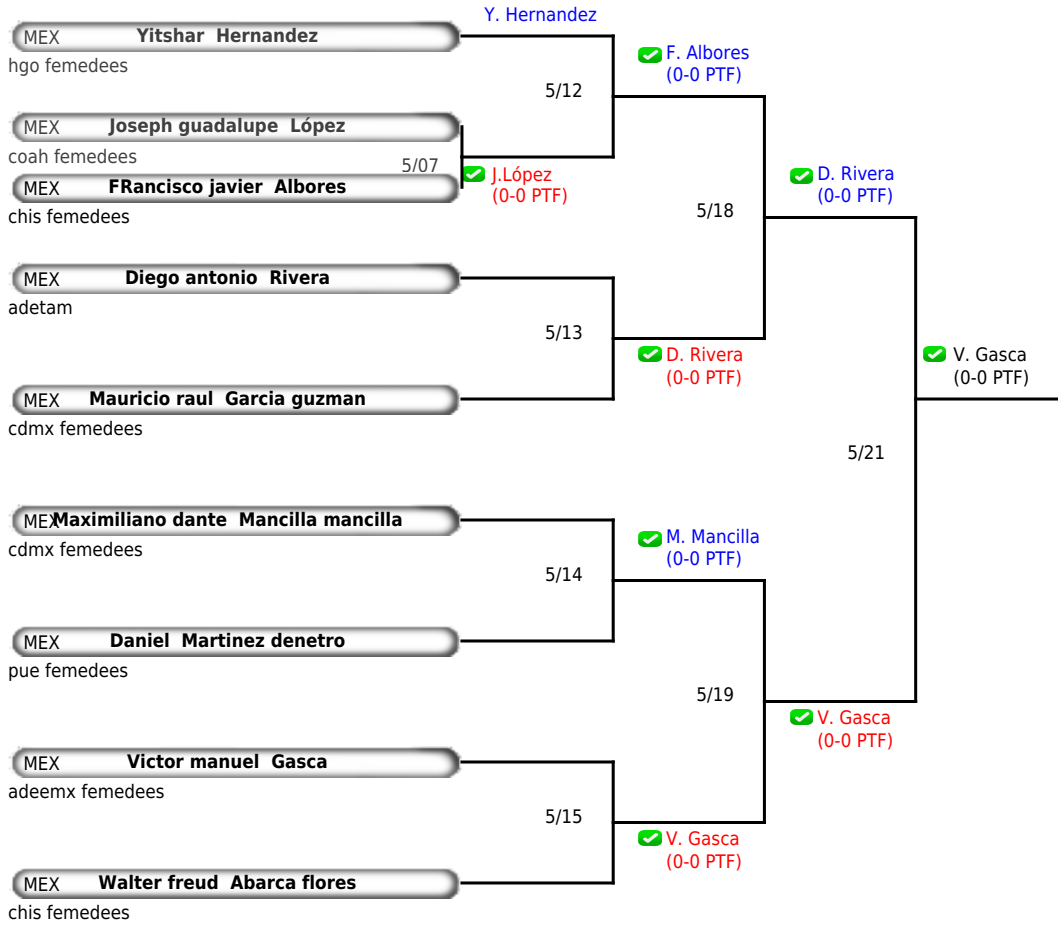 Y. Hernandez
MEX Yitshar Hernandez
hgo femedees
F. Albores
(0-0 PTF)
5/12
MEX Joseph guadalupe López
coah femedees
5/07
J.López
(0-0 PTF)
MEX FRancisco javier Albores
chis femedees
D. Rivera
(0-0 PTF)
5/18
MEX Diego antonio Rivera
adetam
5/13
D. Rivera
(0-0 PTF)
V. Gasca
(0-0 PTF)
MEX Mauricio raul Garcia guzman
cdmx femedees
5/21
MEX Maximiliano dante Mancilla mancilla
cdmx femedees
M. Mancilla
(0-0 PTF)
5/14
MEX Daniel Martinez denetro
pue femedees
5/19
V. Gasca
(0-0 PTF)
MEX Victor manuel Gasca
adeemx femedees
5/15
V. Gasca
(0-0 PTF)
MEX Walter freud Abarca flores
chis femedees